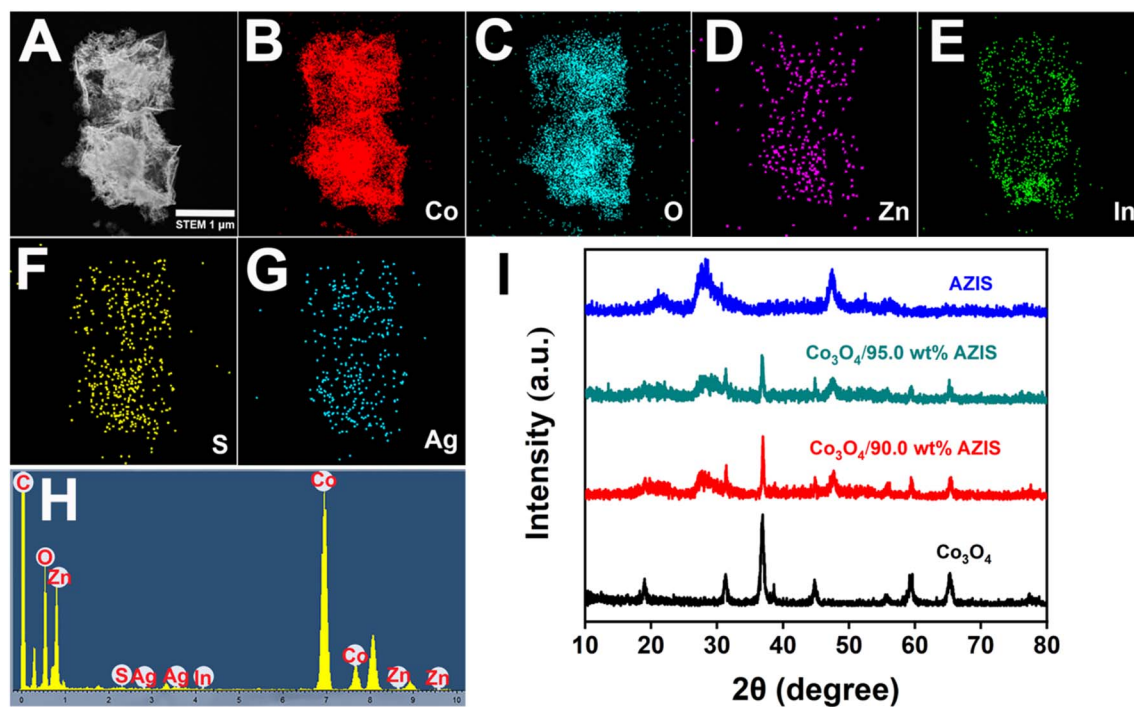 A
STEM 1 µm
B
Co
C
O
D
Zn
E
In
F
S
G
Ag
H
C
O
Zn
S Ag Ag In
Co
Co
Zn Zn
0 1 2 3 4 5 6 7 8 9 10
I
Intensity (a.u.)
AZIS
Co₃O₄/95.0 wt% AZIS
Co₃O₄/90.0 wt% AZIS
Co₃O₄
10 20 30 40 50 60 70 80
2θ (degree)